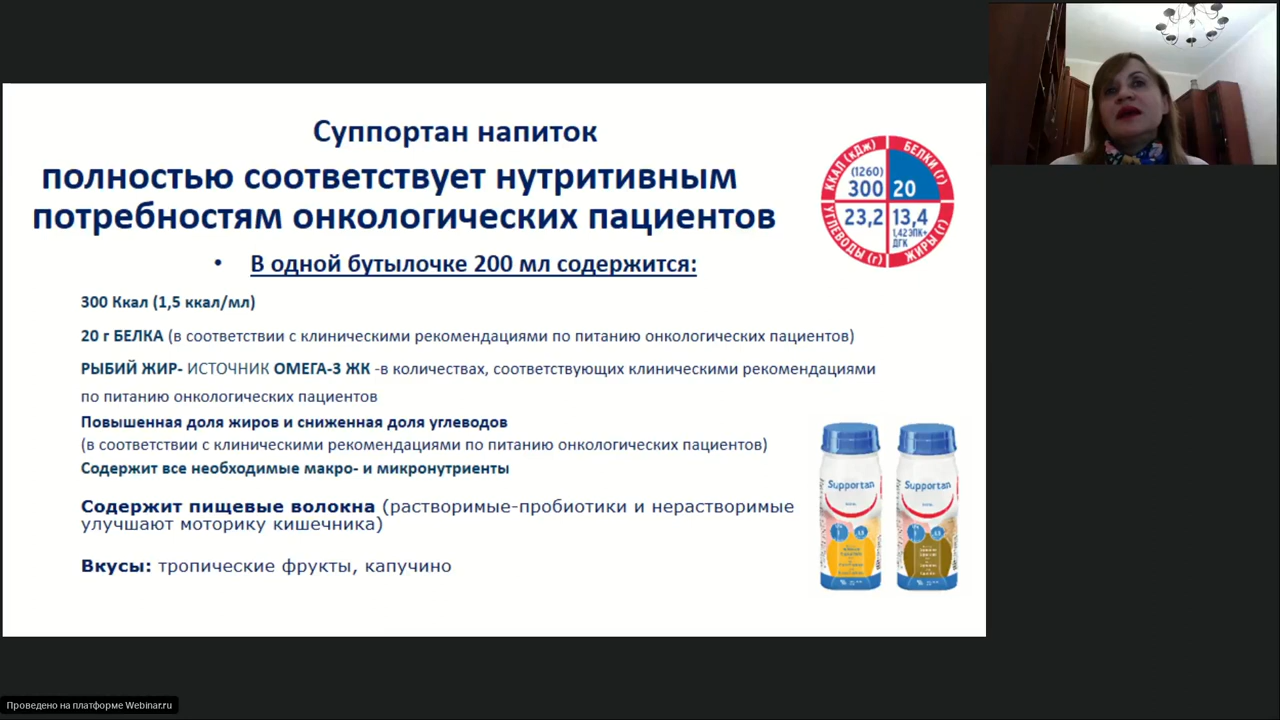 Суппортан напиток
полностью соответствует нутритивным
потребностям онкологических пациентов
• В одной бутылочке 200 мл содержится:
300 Ккал (1,5 ккал/мл)
20 г БЕЛКА (в соответствии с клиническими рекомендациями по питанию онкологических пациентов)
РЫБИЙ ЖИР- ИСТОЧНИК ОМЕГА-3 ЖК -в количествах, соответствующих клиническими рекомендациями
по питанию онкологических пациентов
Повышенная доля жиров и сниженная доля углеводов
(в соответствии с клиническими рекомендациями по питанию онкологических пациентов)
Содержит все необходимые макро- и микронутриенты
Содержит пищевые волокна (растворимые-пробиотики и нерастворимые
улучшают моторику кишечника)
Вкусы: тропические фрукты, капучино
ККАЛ (кДж)
БЕЛКИ (г)
(1260)
300
20
23,2
13,4
1,42 ЭПК+
ДГК
УГЛЕВОДЫ (г)
ЖИРЫ (г)
Supportan
Supportan
Проведено на платформе Webinar.ru